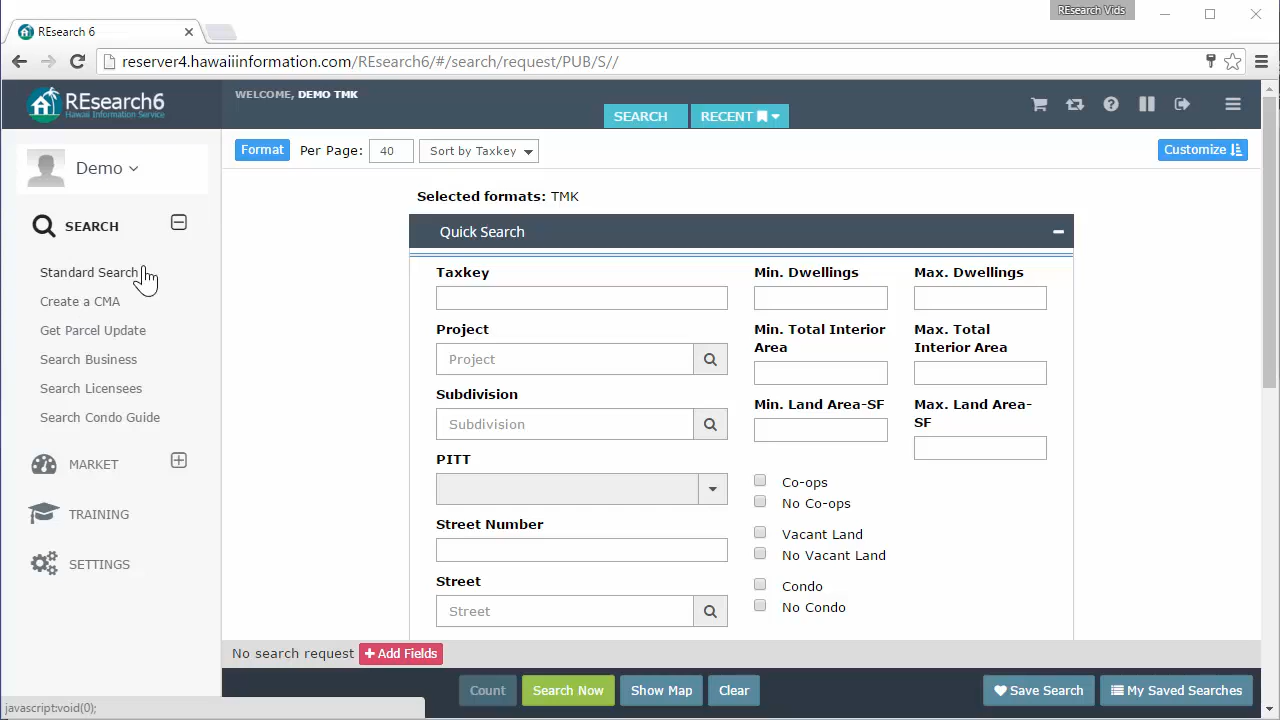 REsearch Vids
REsearch 6
reserver4.hawaiiinformation.com/REsearch6/#/search/request/PUB/S//
REsearch6
Hawaii Information Service
WELCOME, DEMO TMK
SEARCH
RECENT
Format
Per Page:
40
Sort by Taxkey
Customize
Demo
SEARCH
Standard Search
Create a CMA
Get Parcel Update
Search Business
Search Licensees
Search Condo Guide
MARKET
TRAINING
SETTINGS
Selected formats: TMK
Quick Search
Taxkey
Project
Project
Subdivision
Subdivision
PITT
Street Number
Street
Street
Min. Dwellings
Max. Dwellings
Min. Total Interior
Area
Max. Total
Interior Area
Min. Land Area-SF
Max. Land Area-
SF
Co-ops
No Co-ops
Vacant Land
No Vacant Land
Condo
No Condo
No search request
Add Fields
Count
Search Now
Show Map
Clear
Save Search
My Saved Searches
javascript:void(0);